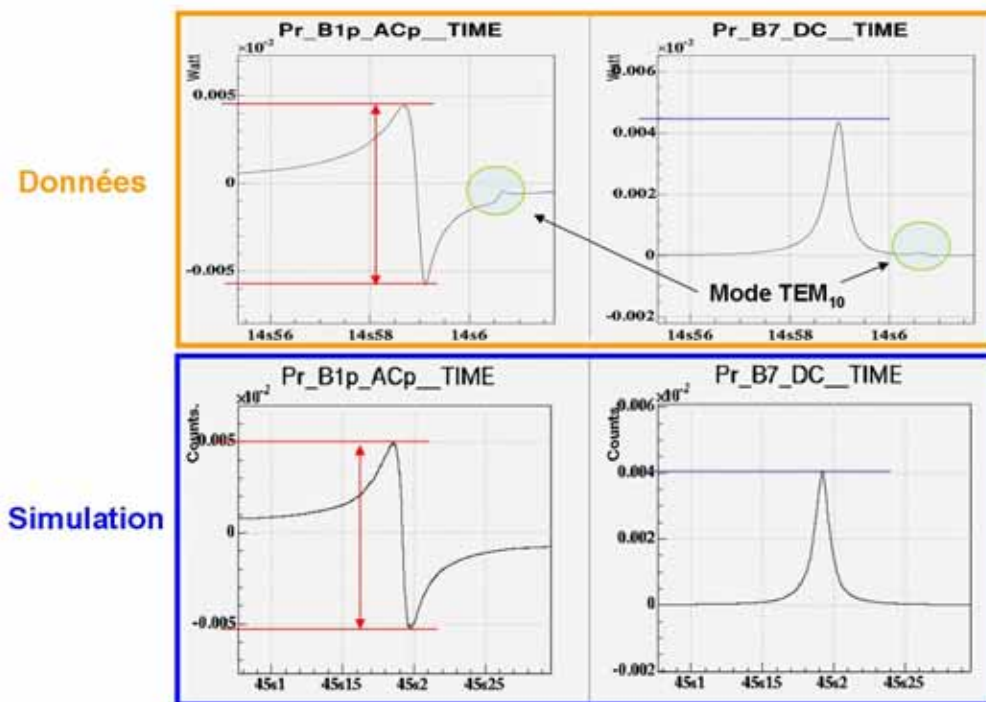 Données
Pr_B1p_ACp__TIME
×10⁻²
Watt
0.005
0
-0.005
14s56
14s58
14s6
Pr_B7_DC__TIME
Watt
0.006
0.004
0.002
0
-0.002
14s56
14s58
14s6
Mode TEM₁₀
Simulation
Pr_B1p_ACp__TIME
×10⁻²
Counts.
0.005
0
-0.005
45s1
45s15
45s2
45s25
Pr_B7_DC__TIME
×10⁻²
Counts.
0.006
0.004
0.002
0
-0.002
45s1
45s15
45s2
45s25